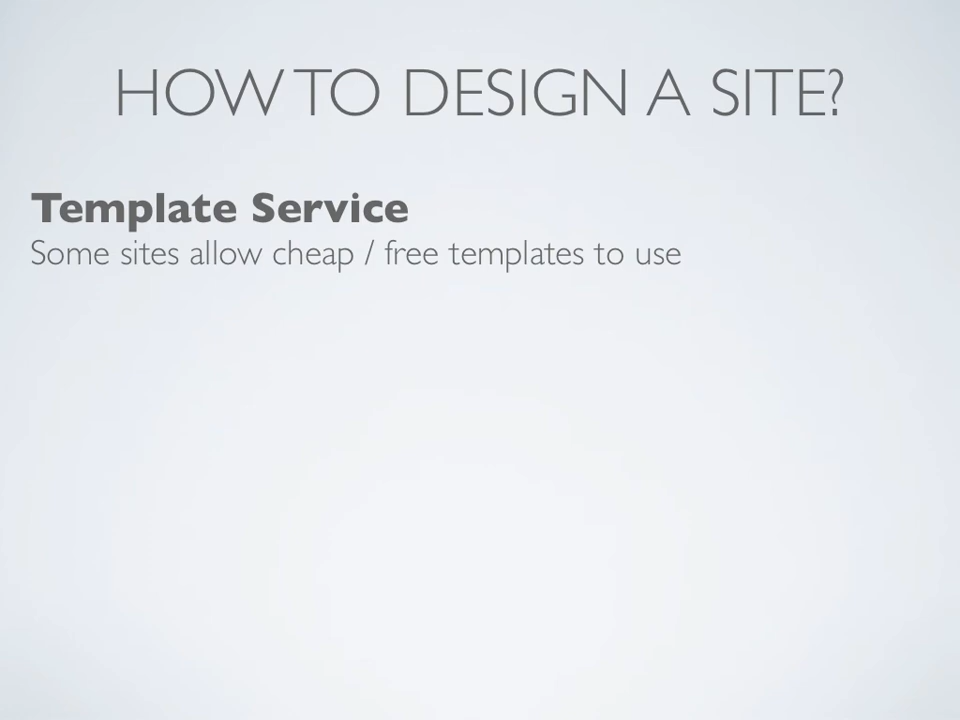 HOW TO DESIGN A SITE?
Template Service
Some sites allow cheap / free templates to use